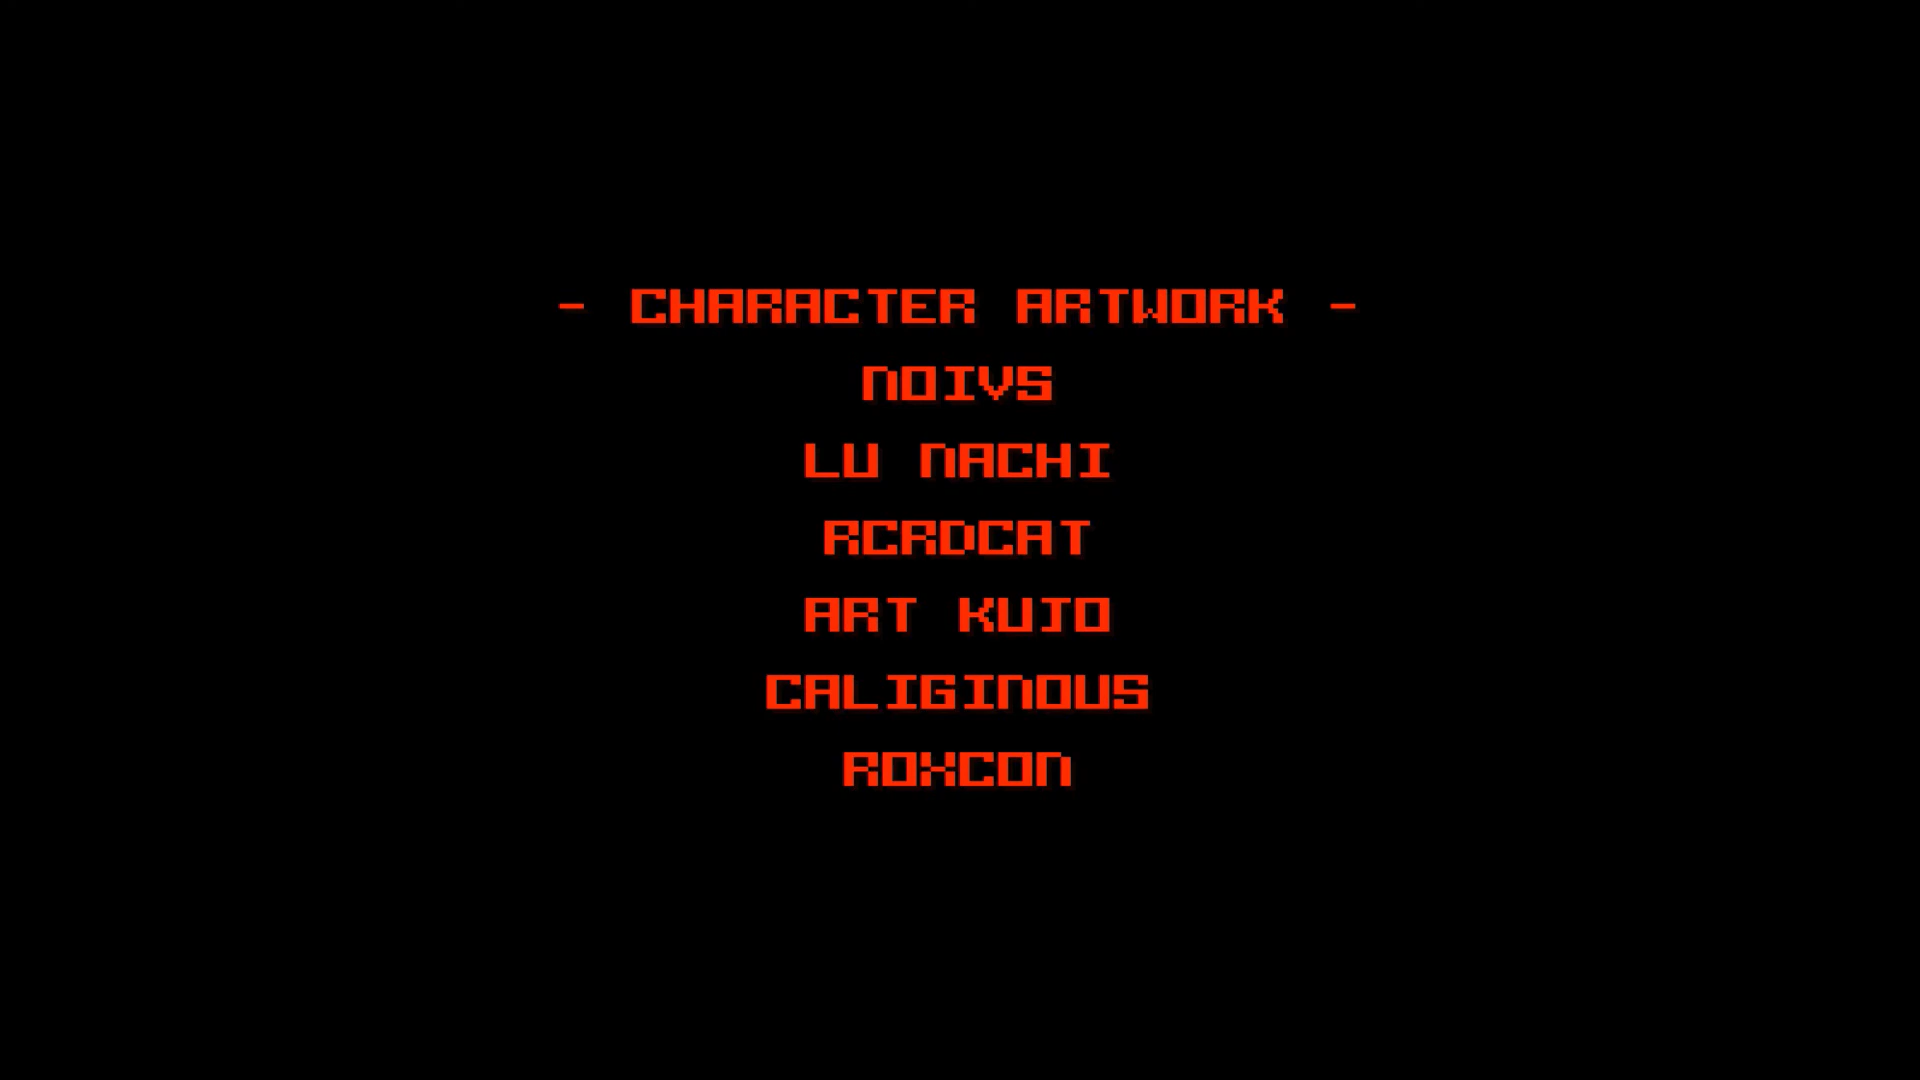 - CHARACTER ARTWORK -
NOIVS
LU NACHI
RCRDCAT
ART KUJO
CALIGINOUS
ROXCON